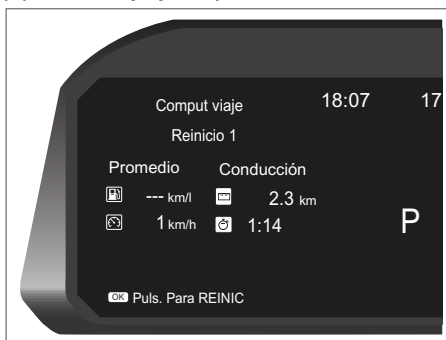 Comput viaje 18:07 17
Reinicio 1
Promedio Conducción
--- km/l 2.3 km
1 km/h 1:14
P
OK Puls. Para REINIC